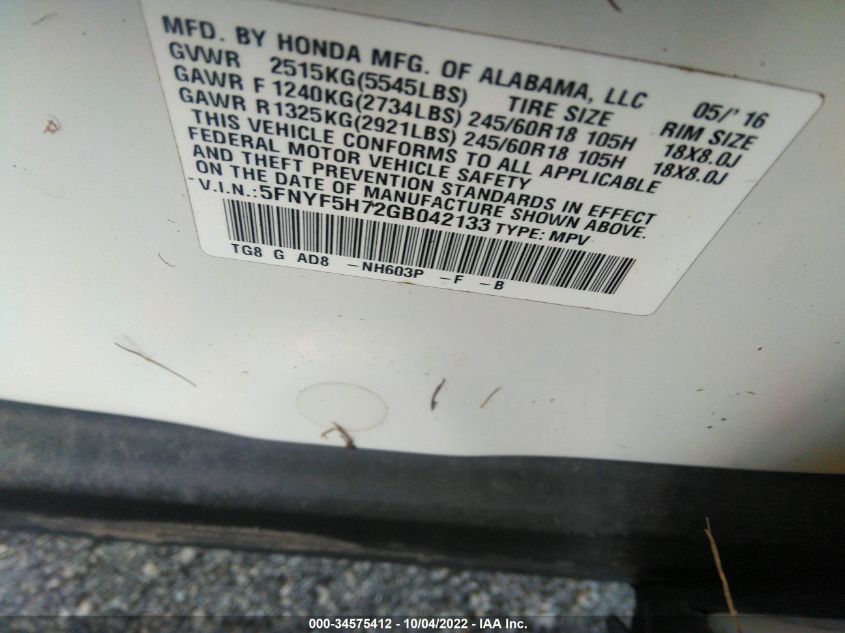 MFD. BY HONDA MFG. OF ALABAMA, LLC 05/' 16
GVWR 2515KG(5545LBS) TIRE SIZE RIM SIZE
GAWR F 1240KG(2734LBS) 245/60R18 105H 18X8.0J
GAWR R 1325KG(2921LBS) 245/60R18 105H 18X8.0J
THIS VEHICLE CONFORMS TO ALL APPLICABLE
FEDERAL MOTOR VEHICLE SAFETY
AND THEFT PREVENTION STANDARDS IN EFFECT
ON THE DATE OF MANUFACTURE SHOWN ABOVE.
V.I.N.:5FNYF5H72GB042133 TYPE: MPV
TG8 G AD8 -NH603P -F -B
000-34575412 - 10/04/2022 - IAA Inc.